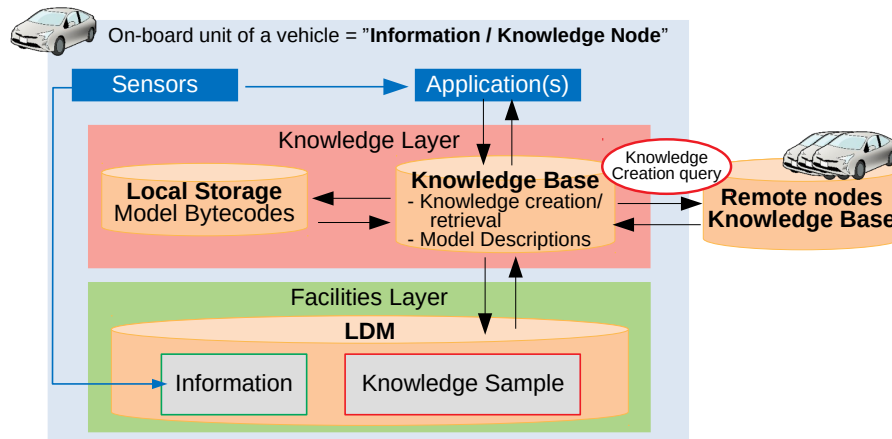 On-board unit of a vehicle = ”Information / Knowledge Node”
Sensors
Application(s)
Knowledge Layer
Knowledge
Creation query
Local Storage
Model Bytecodes
Knowledge Base
- Knowledge creation/
retrieval
- Model Descriptions
Remote nodes
Knowledge Base
Facilities Layer
LDM
Information
Knowledge Sample